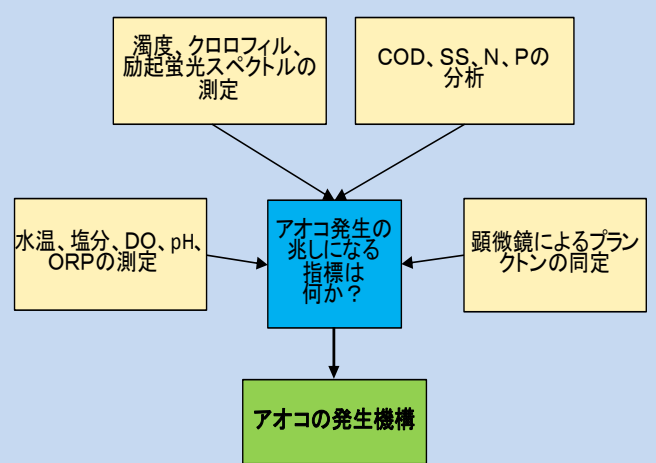 濁度、クロロフィル、
励起蛍光スペクトルの
測定
COD、SS、N、Pの
分析
水温、塩分、DO、pH、
ORPの測定
アオコ発生の
兆しになる
指標は
何か？
顕微鏡によるプラン
クトンの同定
アオコの発生機構